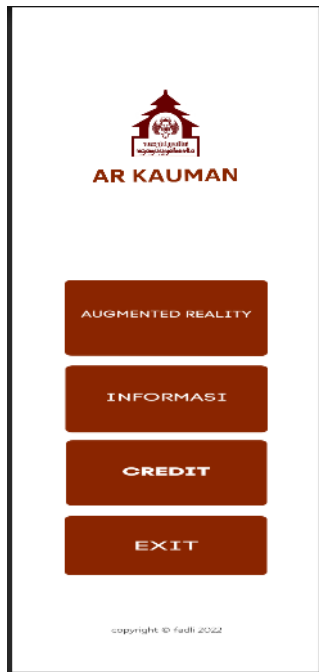 AR KAUMAN
AUGMENTED REALITY
INFORMASI
CREDIT
EXIT
copyright © fadli 2022